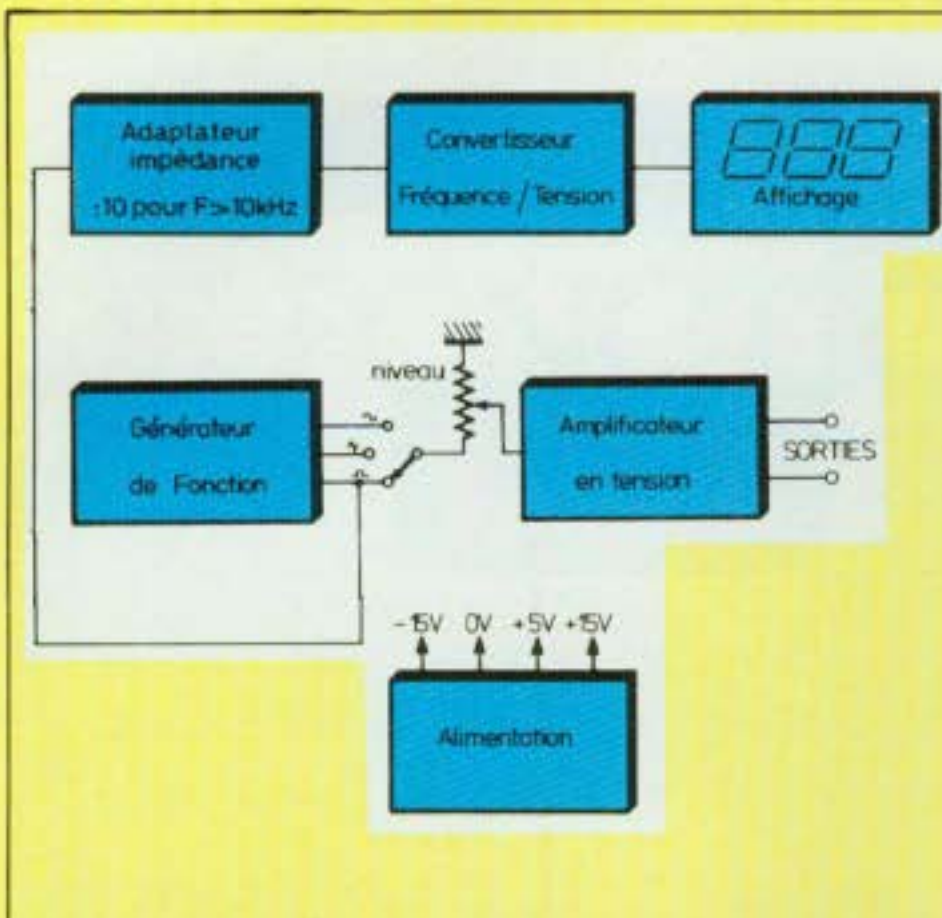 Adaptateur
impédance
÷10 pour F≥10kHz
Convertisseur
Fréquence / Tension
888
Affichage
niveau
Générateur
de Fonction
Amplificateur
en tension
SORTIES
-15V 0V +5V +15V
Alimentation